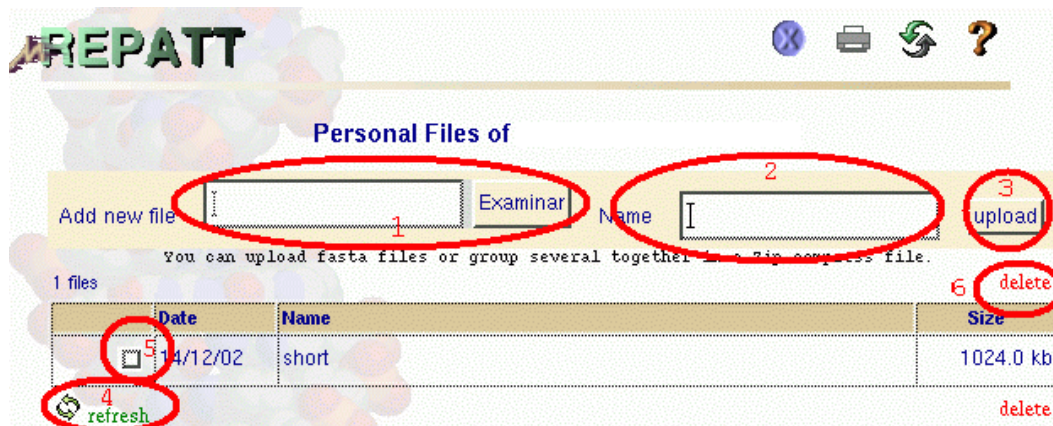 REPATT
Personal Files of
Add new file Examinar Name upload
1 2 3
You can upload fasta files or group several together in a Zip compress file.
1 files 6 delete
Date Name Size
5 14/12/02 short 1024.0 kb
4 refresh delete